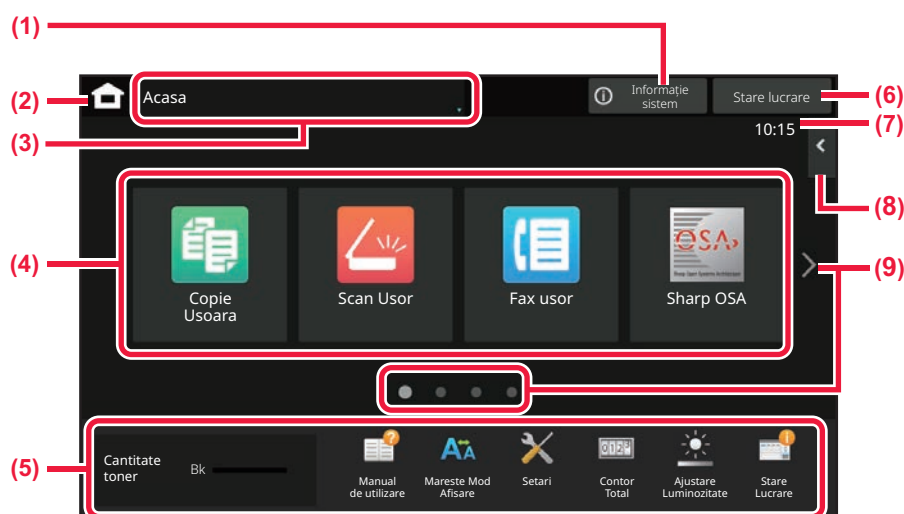 (1)
(2)
Acasa
Informație
sistem
Stare lucrare
(6)
(3)
10:15
(7)
(8)
(4)
Copie
Usoara
Scan Usor
Fax usor
OSA
Sharp OSA
(9)
(5)
Cantitate
toner
Bk
Manual
de utilizare
Mareste Mod
Afisare
Setari
Contor
Total
Ajustare
Luminozitate
Stare
Lucrare